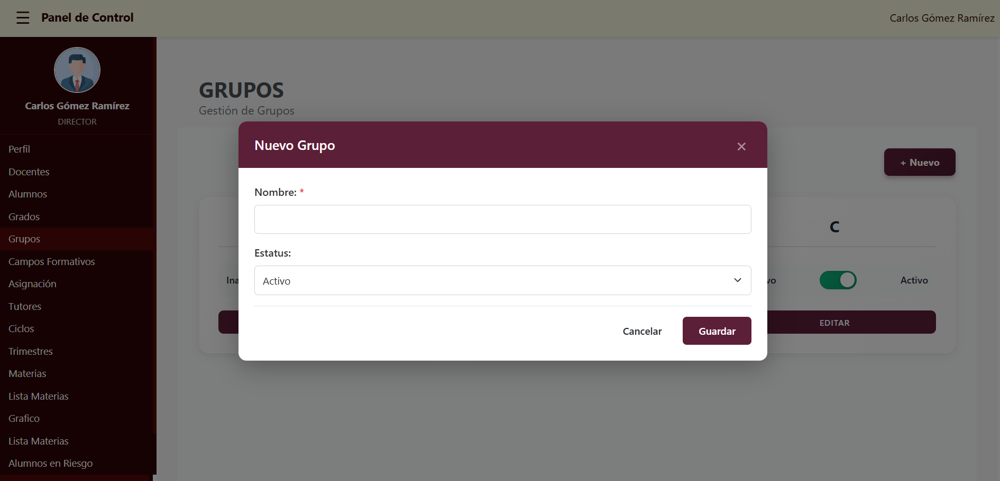 Panel de Control
Carlos Gómez Ramírez
Carlos Gómez Ramírez
DIRECTOR
Perfil
Docentes
Alumnos
Grados
Grupos
Campos Formativos
Asignación
Tutores
Ciclos
Trimestres
Materias
Lista Materias
Grafico
Lista Materias
Alumnos en Riesgo
GRUPOS
Gestión de Grupos
+ Nuevo
Nuevo Grupo
×
Nombre: *
Estatus:
Activo
Cancelar
Guardar
C
Activo
EDITAR